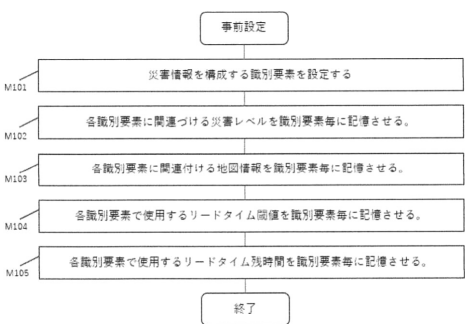 事前設定
災害情報を構成する識別要素を設定する
M101
各識別要素に関連づける災害レベルを識別要素毎に記憶させる。
M102
各識別要素に関連付ける地図情報を識別要素毎に記憶させる。
M103
各識別要素で使用するリードタイム閾値を識別要素毎に記憶させる。
M104
各識別要素で使用するリードタイム残時間を識別要素毎に記憶させる。
M105
終了